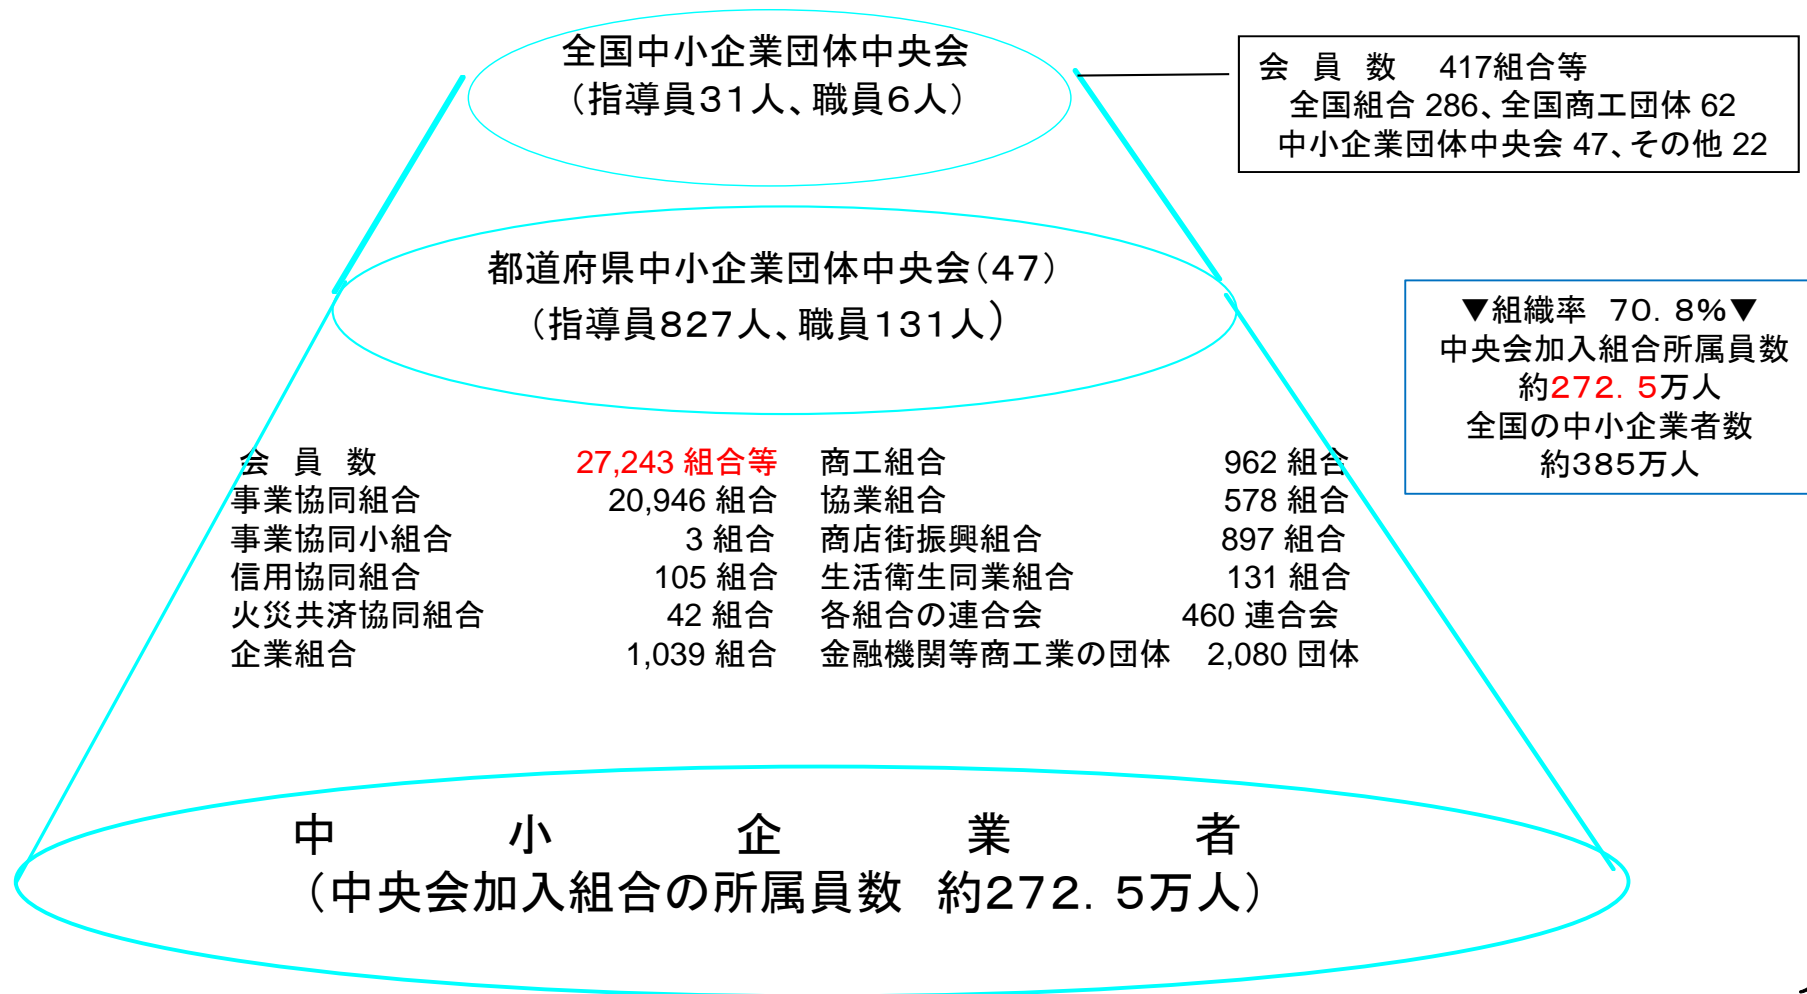 全国中小企業団体中央会
（指導員31人、職員6人）
会 員 数 417組合等
全国組合 286、全国商工団体 62
中小企業団体中央会 47、その他 22
都道府県中小企業団体中央会（47）
（指導員827人、職員131人）
▼組織率 70．8％▼
中央会加入組合所属員数
約272．5万人
全国の中小企業者数
約385万人
会 員 数 27,243 組合等 商工組合 962 組合
事業協同組合 20,946 組合 協業組合 578 組合
事業協同小組合 3 組合 商店街振興組合 897 組合
信用協同組合 105 組合 生活衛生同業組合 131 組合
火災共済協同組合 42 組合 各組合の連合会 460 連合会
企業組合 1,039 組合 金融機関等商工業の団体 2,080 団体
中 小 企 業 者
（中央会加入組合の所属員数 約272．5万人）